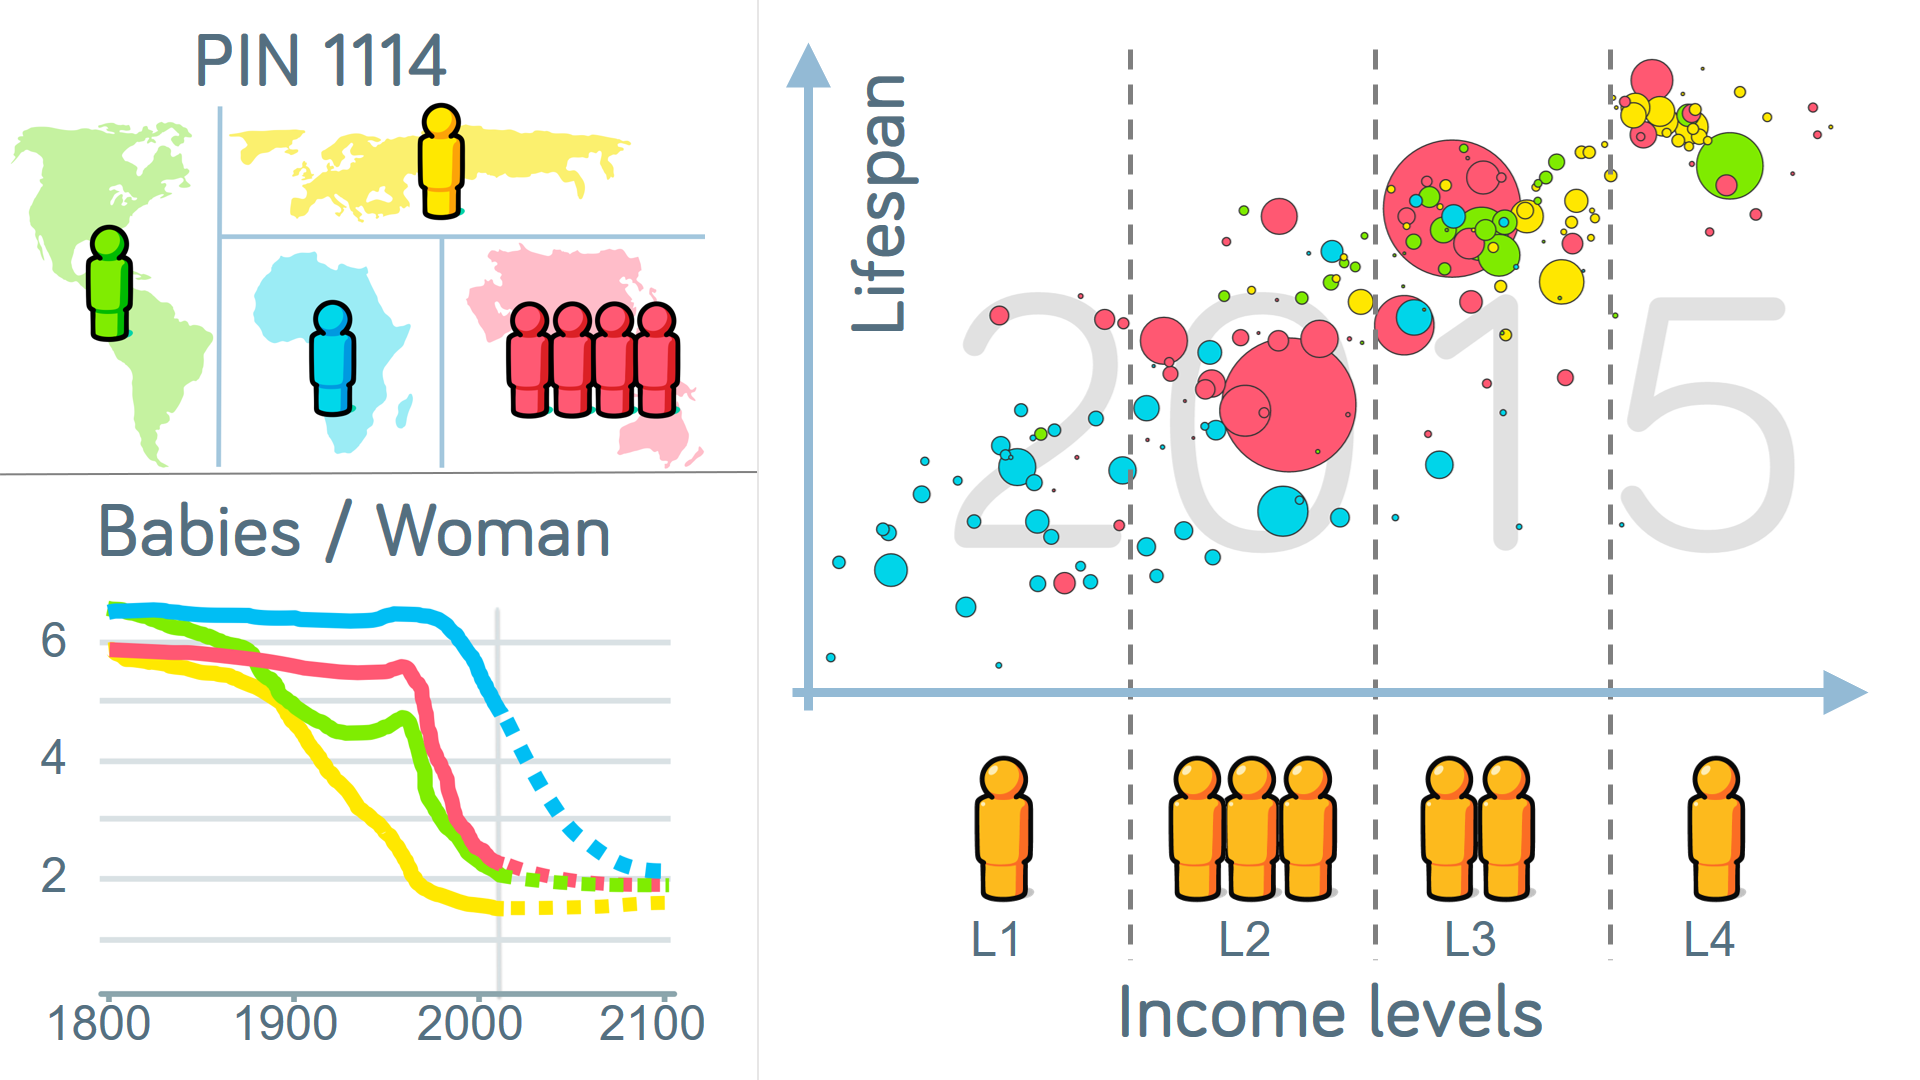 PIN 1114
Babies / Woman
6
4
2
1800 1900 2000 2100
Lifespan
2015
L1 L2 L3 L4
Income levels